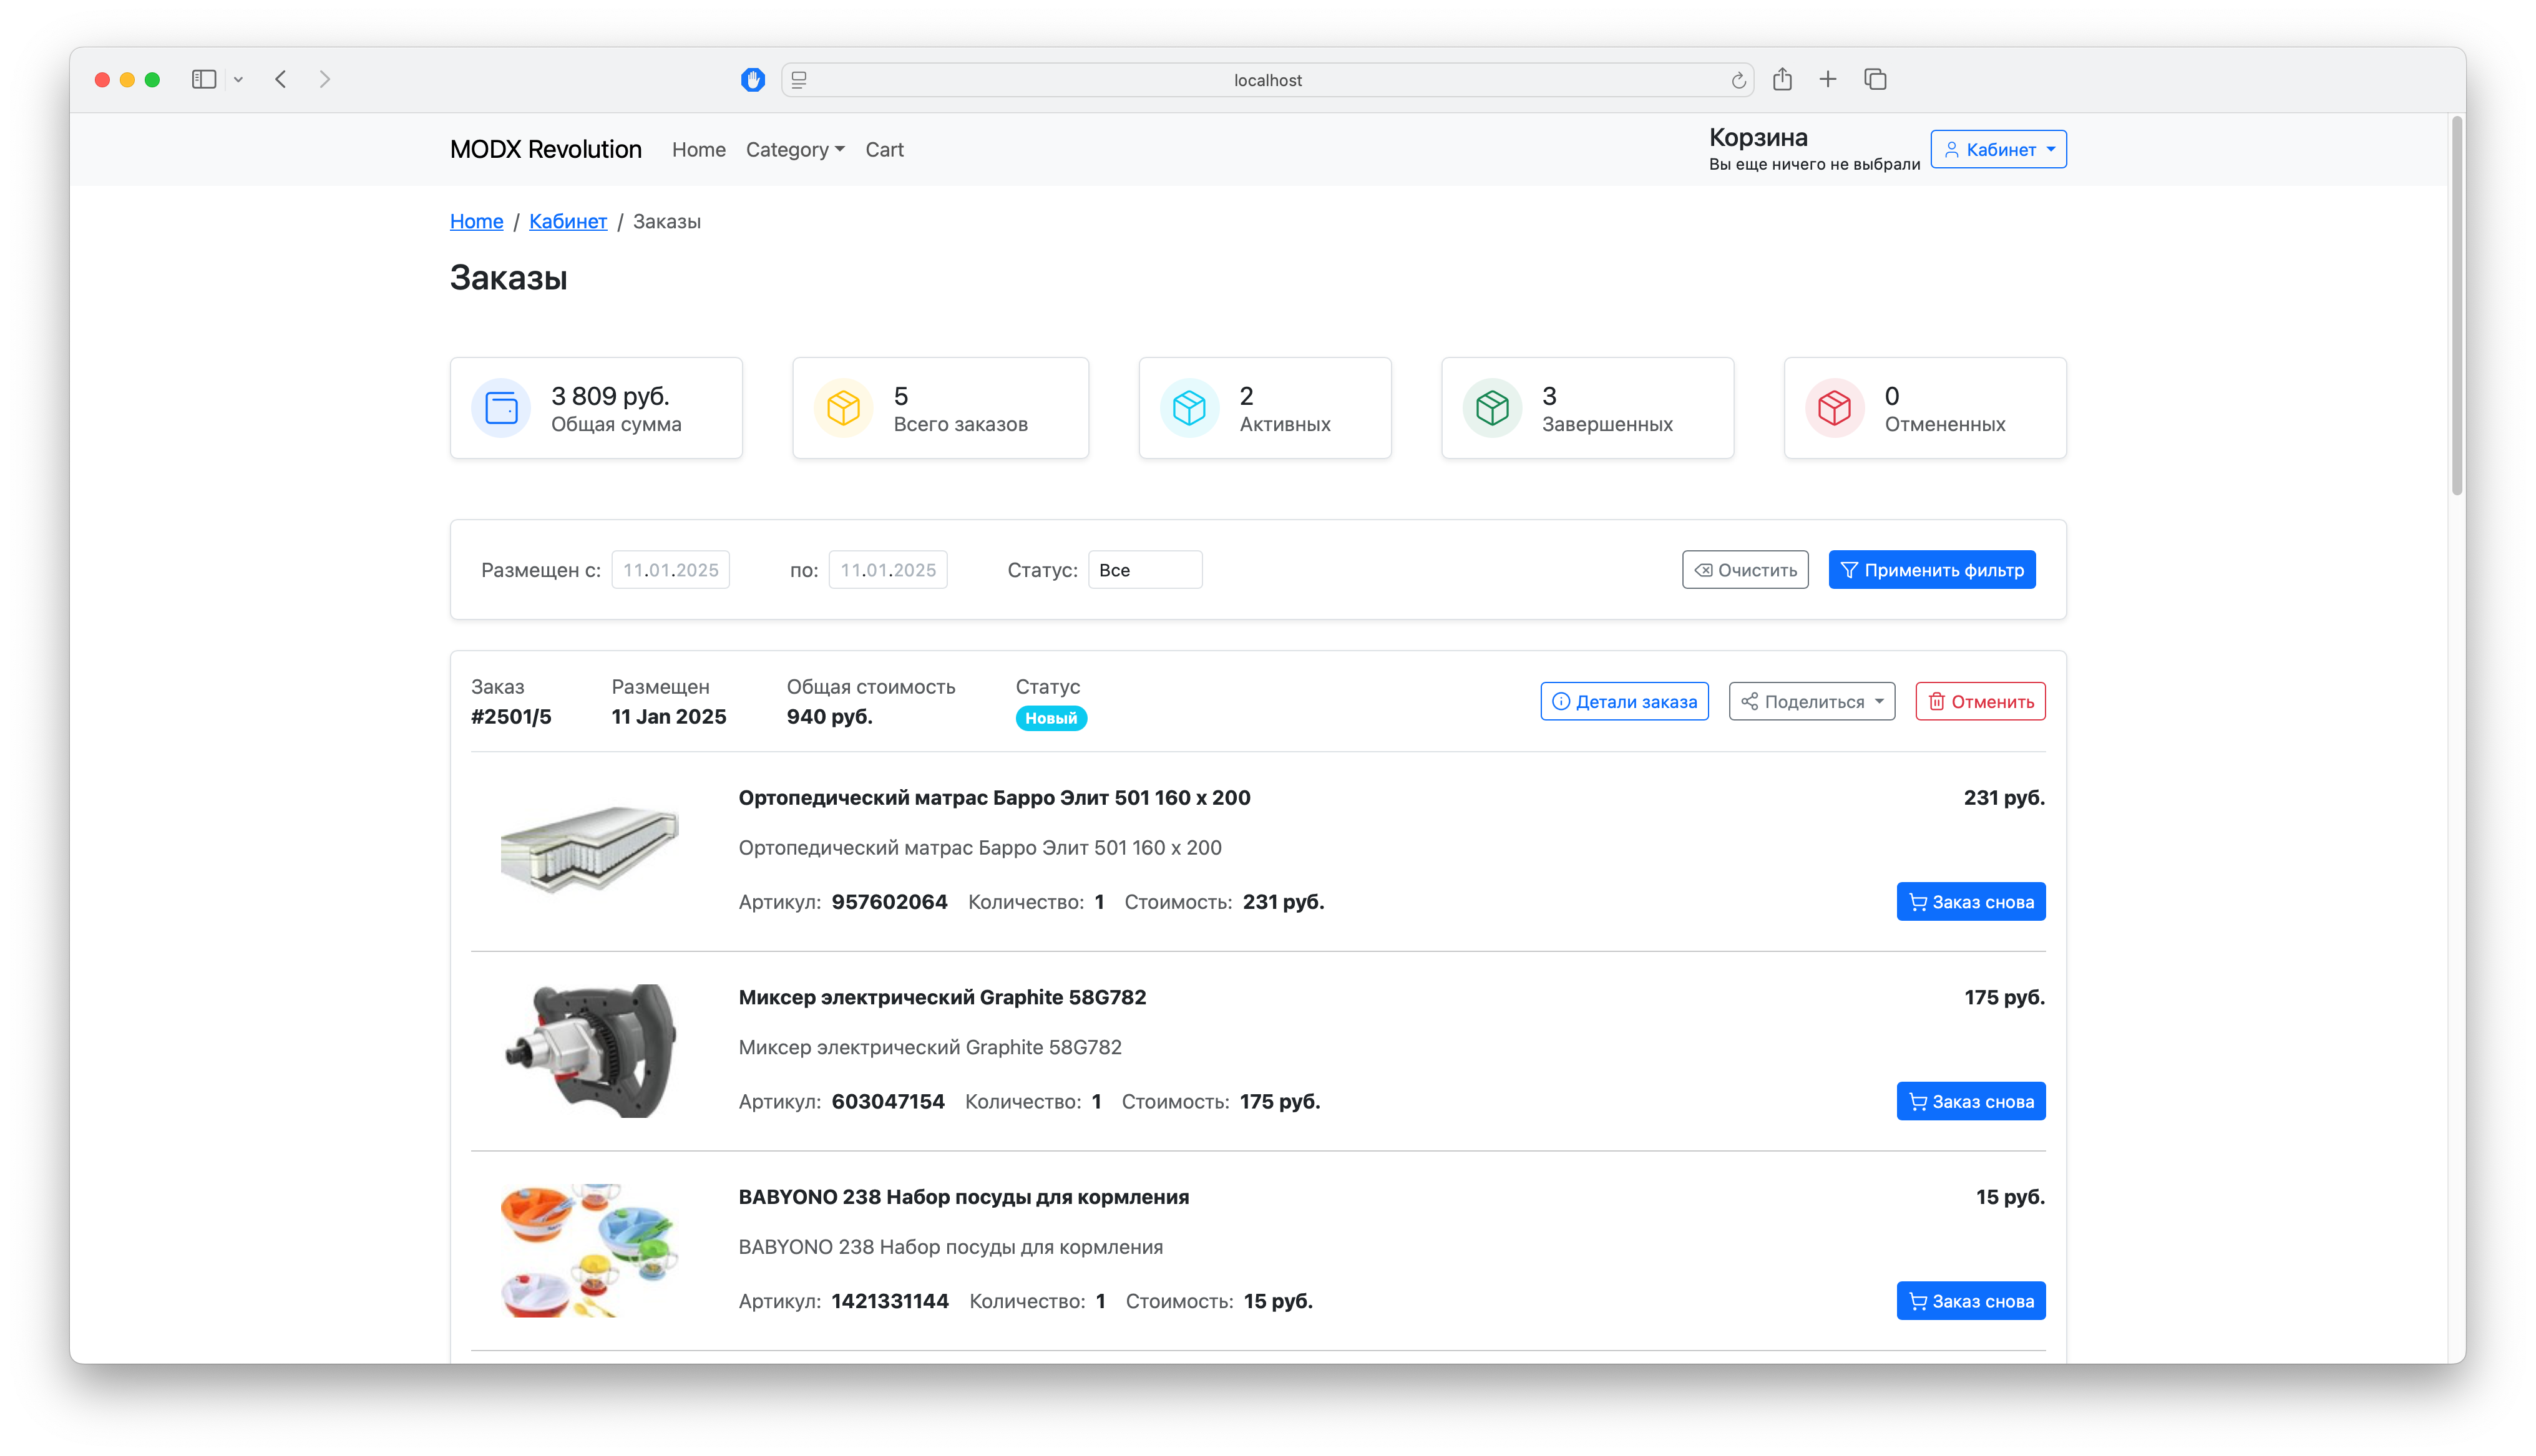 localhost
MODX Revolution Home Category Cart
Корзина
Вы еще ничего не выбрали
Кабинет
Home / Кабинет / Заказы
Заказы
3 809 руб.
Общая сумма
5
Всего заказов
2
Активных
3
Завершенных
0
Отмененных
Размещен с: 11.01.2025 по: 11.01.2025 Статус: Все Очистить Применить фильтр
Заказ Размещен Общая стоимость Статус
#2501/5 11 Jan 2025 940 руб. Новый
Детали заказа Поделиться Отменить
Ортопедический матрас Барро Элит 501 160 x 200 231 руб.
Ортопедический матрас Барро Элит 501 160 x 200
Артикул: 957602064 Количество: 1 Стоимость: 231 руб. Заказ снова
Миксер электрический Graphite 58G782 175 руб.
Миксер электрический Graphite 58G782
Артикул: 603047154 Количество: 1 Стоимость: 175 руб. Заказ снова
BABYONO 238 Набор посуды для кормления 15 руб.
BABYONO 238 Набор посуды для кормления
Артикул: 1421331144 Количество: 1 Стоимость: 15 руб. Заказ снова